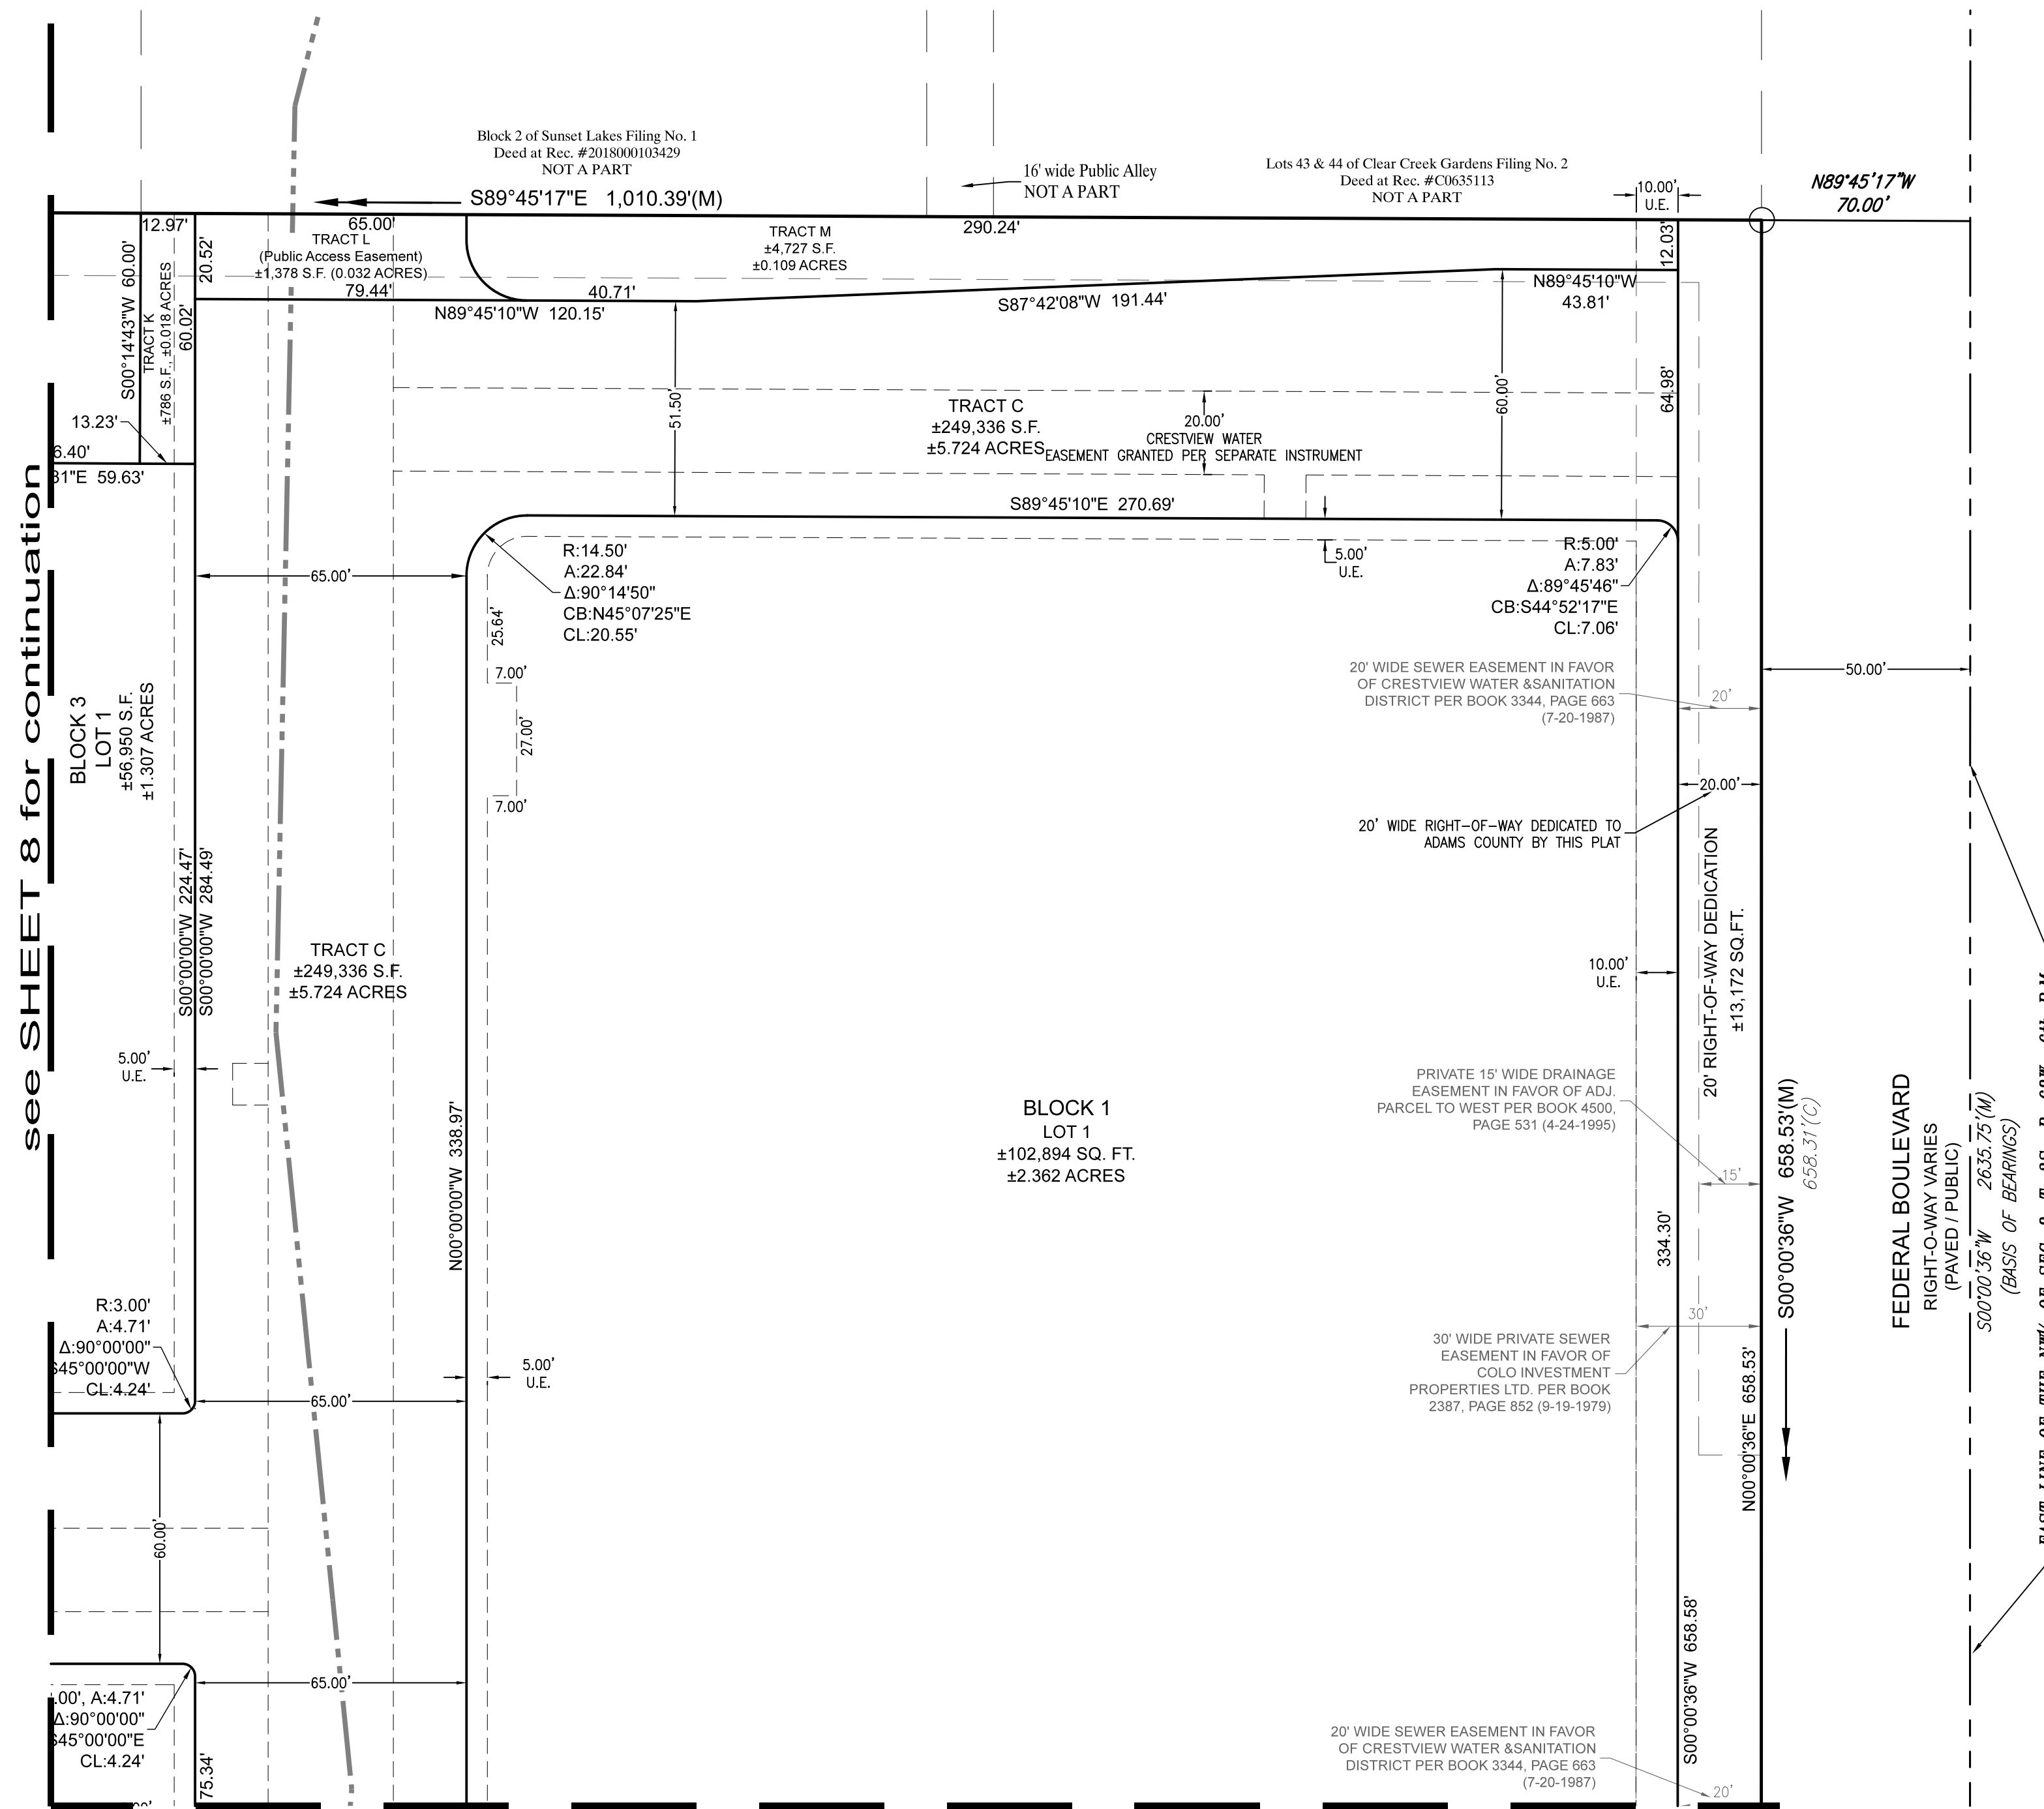 Block 2 of Sunset Lakes Filing No. 1
Deed at Rec. #2018000103429
NOT A PART
S89°45'17"E 1,010.39'(M)
16' wide Public Alley
NOT A PART
Lots 43 & 44 of Clear Creek Gardens Filing No. 2
Deed at Rec. #C0635113
NOT A PART
10.00'
U.E.
N89°45'17"W
70.00'
12.97'
65.00'
TRACT L
(Public Access Easement)
±1,378 S.F. (0.032 ACRES)
79.44'
20.52'
60.02'
S00°14'43"W 60.00'
TRACT K
±786 S.F., ±0.018 ACRES
13.23'
6.40'
31"E 59.63'
TRACT M
±4,727 S.F.
±0.109 ACRES
290.24'
12.03'
40.71'
N89°45'10"W 120.15'
S87°42'08"W 191.44'
N89°45'10"W
43.81'
51.50'
60.00'
64.98'
TRACT C
±249,336 S.F.
±5.724 ACRES
20.00'
CRESTVIEW WATER
EASEMENT GRANTED PER SEPARATE INSTRUMENT
S89°45'10"E 270.69'
5.00'
U.E.
R:14.50'
A:22.84'
Δ:90°14'50"
CB:N45°07'25"E
CL:20.55'
R:5.00'
A:7.83'
Δ:89°45'46"
CB:S44°52'17"E
CL:7.06'
65.00'
25.64'
7.00'
27.00'
7.00'
see SHEET 8 for continuation
BLOCK 3
LOT 1
±56,950 S.F.
±1.307 ACRES
S00°00'00"W 224.47'
S00°00'00"W 284.49'
20' WIDE SEWER EASEMENT IN FAVOR
OF CRESTVIEW WATER &SANITATION
DISTRICT PER BOOK 3344, PAGE 663
(7-20-1987)
20'
50.00'
20.00'
20' WIDE RIGHT-OF-WAY DEDICATED TO
ADAMS COUNTY BY THIS PLAT
20' RIGHT-OF-WAY DEDICATION
±13,172 SQ.FT.
TRACT C
±249,336 S.F.
±5.724 ACRES
5.00'
U.E.
10.00'
U.E.
N00°00'00"W 338.97'
BLOCK 1
LOT 1
±102,894 SQ. FT.
±2.362 ACRES
PRIVATE 15' WIDE DRAINAGE
EASEMENT IN FAVOR OF ADJ.
PARCEL TO WEST PER BOOK 4500,
PAGE 531 (4-24-1995)
15'
334.30'
S00°00'36"W 658.53'(M)
658.31'(C)
FEDERAL BOULEVARD
RIGHT-O-WAY VARIES
(PAVED / PUBLIC)
S00°00'36"W 2635.75'(M)
(BASIS OF BEARINGS)
R:3.00'
A:4.71'
Δ:90°00'00"
S45°00'00"W
CL:4.24'
65.00'
5.00'
U.E.
30'
30' WIDE PRIVATE SEWER
EASEMENT IN FAVOR OF
COLO INVESTMENT
PROPERTIES LTD. PER BOOK
2387, PAGE 852 (9-19-1979)
N00°00'36"E 658.53'
60.00'
65.00'
.00', A:4.71'
Δ:90°00'00"
S45°00'00"E
CL:4.24'
75.34'
S00°00'36"W 658.58'
20' WIDE SEWER EASEMENT IN FAVOR
OF CRESTVIEW WATER &SANITATION
DISTRICT PER BOOK 3344, PAGE 663
(7-20-1987)
20'